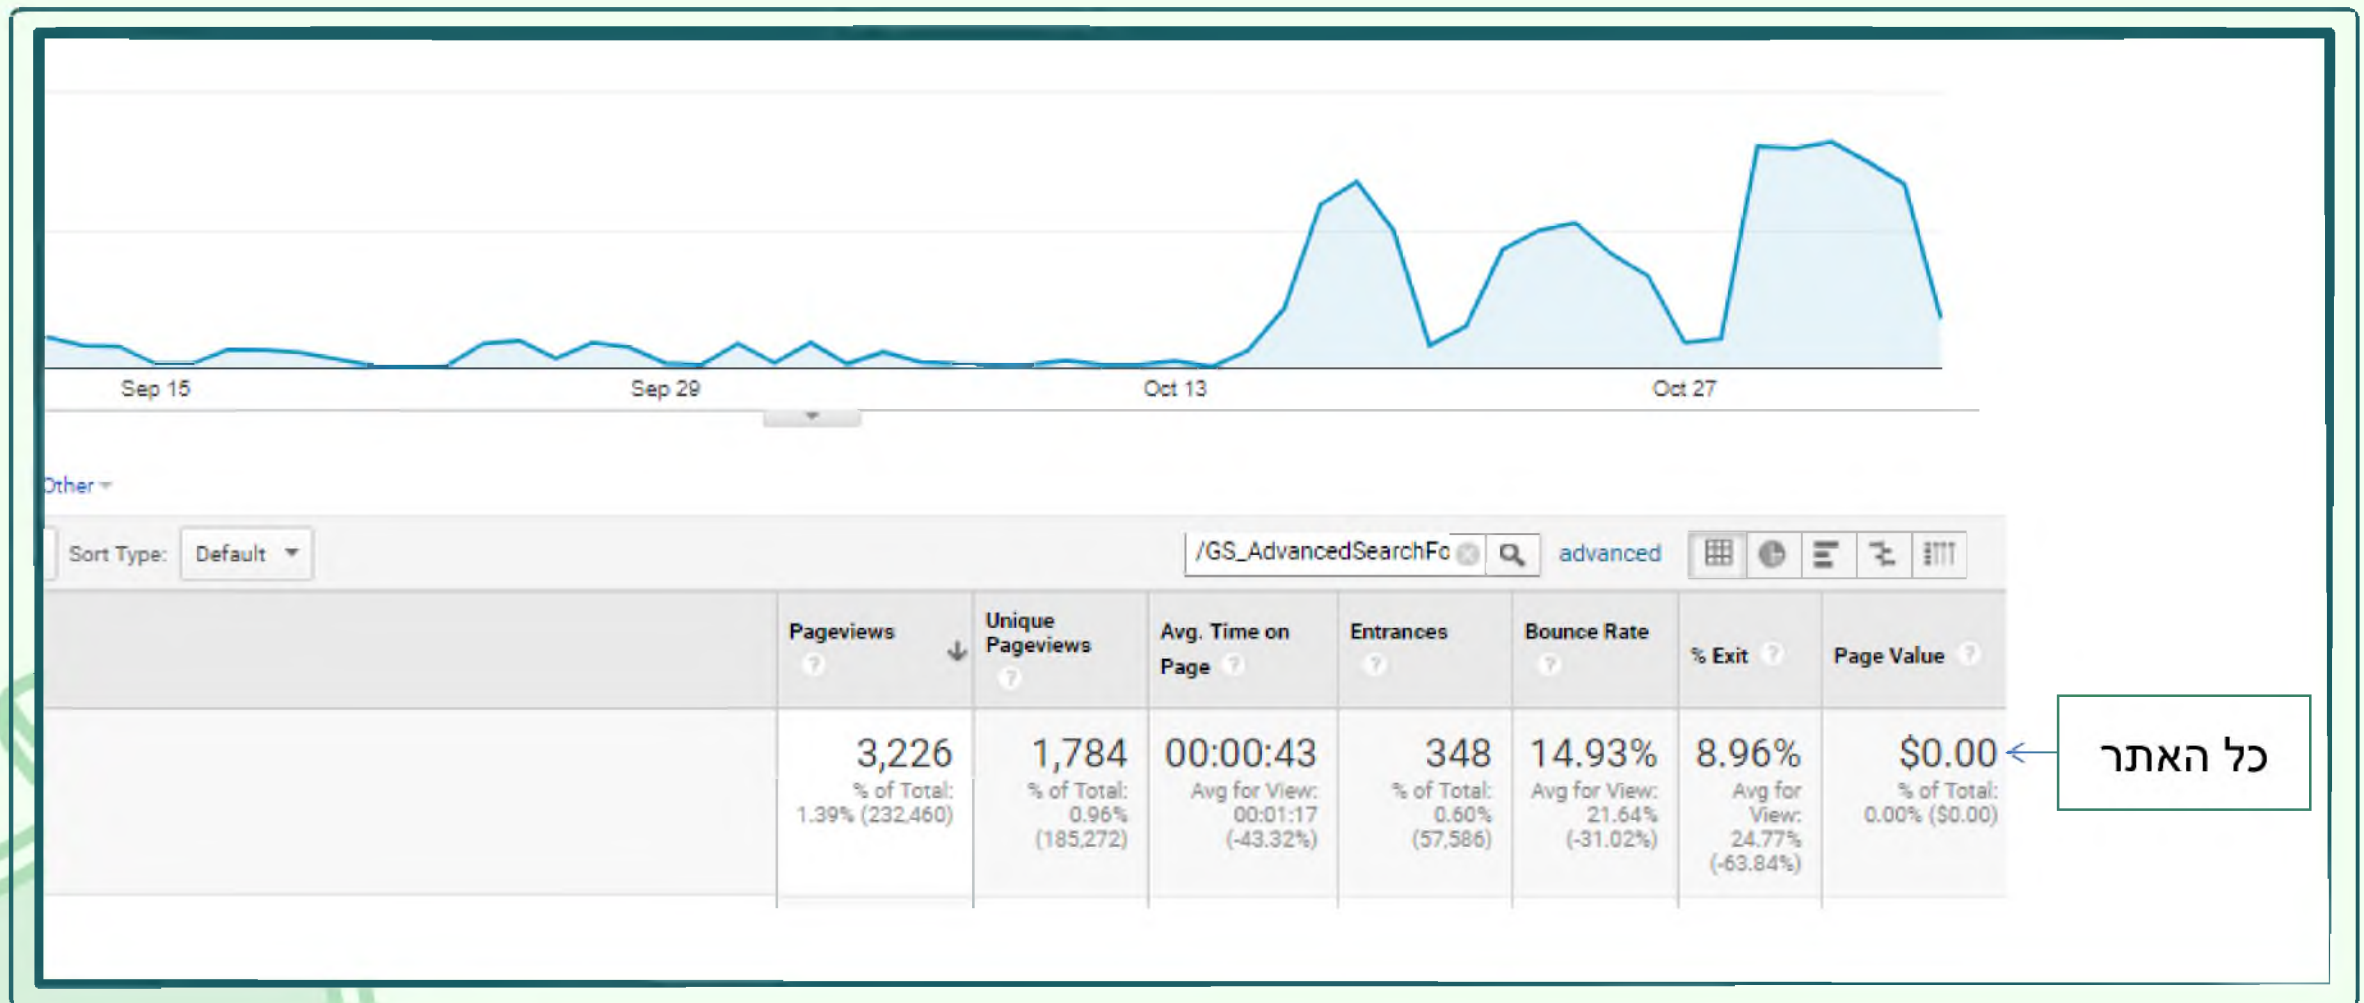 Sep 15
Sep 29
Oct 13
Oct 27
Other
Sort Type:
Default
/GS_AdvancedSearchFo
advanced
Pageviews
Unique
Pageviews
Avg. Time on
Page
Entrances
Bounce Rate
% Exit
Page Value
3,226
% of Total:
1.39% (232,460)
1,784
% of Total:
0.96%
(185,272)
00:00:43
Avg for View:
00:01:17
(-43.32%)
348
% of Total:
0.60%
(57,586)
14.93%
Avg for View:
21.64%
(-31.02%)
8.96%
Avg for
View:
24.77%
(-63.84%)
$0.00
% of Total:
0.00% ($0.00)
כל האתר